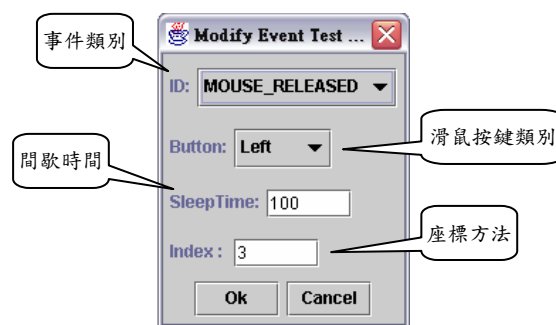 事件類別
Modify Event Test ...
ID: MOUSE_RELEASED
Button: Left
滑鼠按鍵類別
間歇時間
SleepTime: 100
座標方法
Index : 3
Ok Cancel